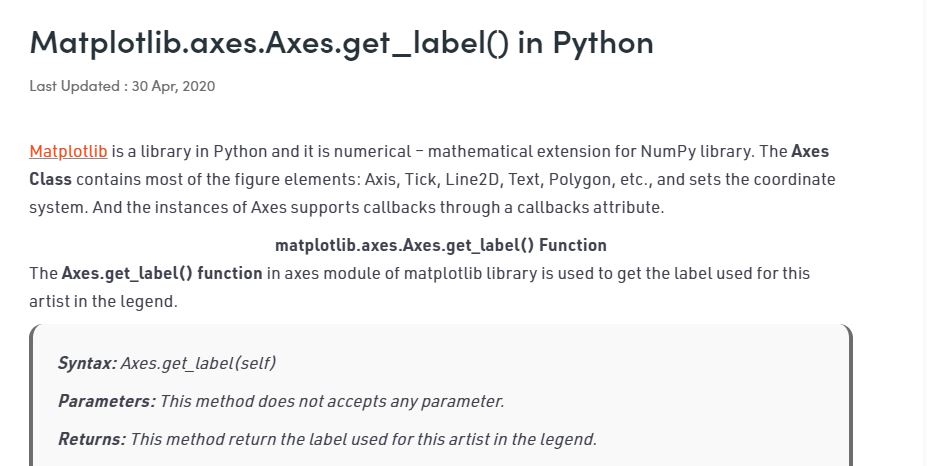 Matplotlib.axes.Axes.get_label() in Python
Last Updated : 30 Apr, 2020
Matplotlib is a library in Python and it is numerical – mathematical extension for NumPy library. The Axes
Class contains most of the figure elements: Axis, Tick, Line2D, Text, Polygon, etc., and sets the coordinate
system. And the instances of Axes supports callbacks through a callbacks attribute.
matplotlib.axes.Axes.get_label() Function
The Axes.get_label() function in axes module of matplotlib library is used to get the label used for this
artist in the legend.
Syntax: Axes.get_label(self)
Parameters: This method does not accepts any parameter.
Returns: This method return the label used for this artist in the legend.